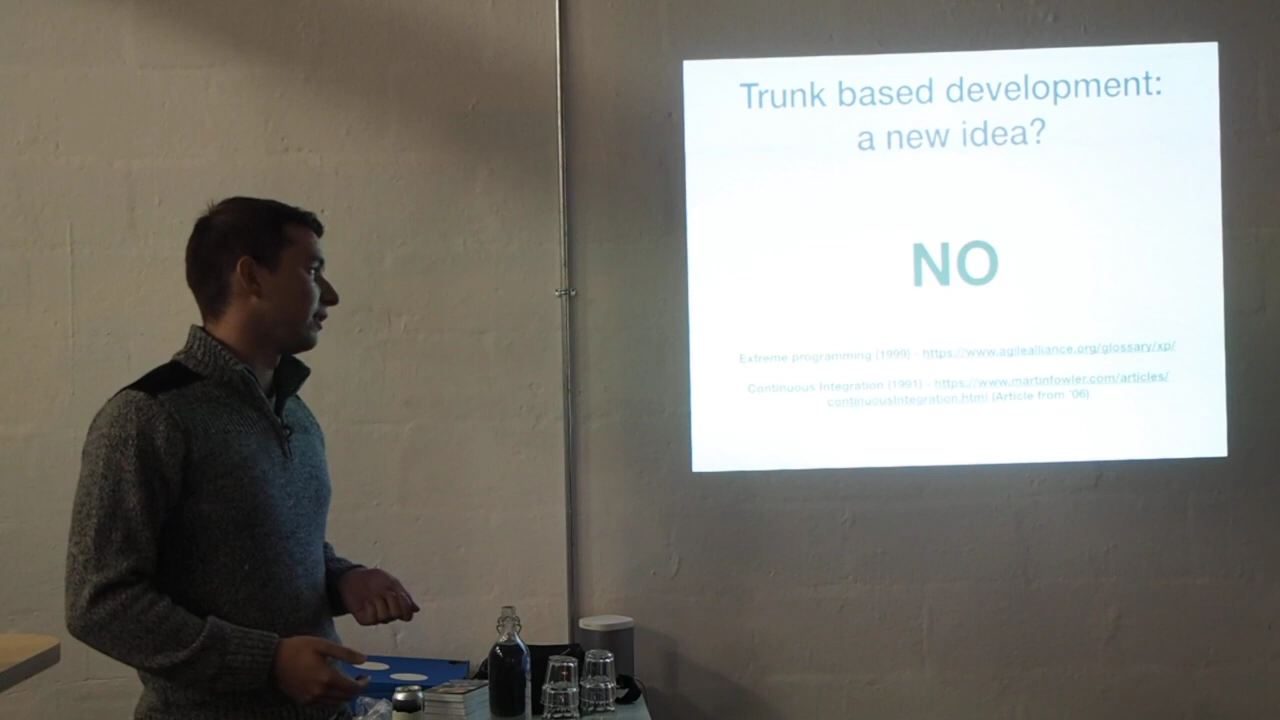 Trunk based development:
a new idea?
NO
Extreme programming (1999) - https://www.agilealliance.org/glossary/xp/
Continuous Integration (1991) - https://www.martinfowler.com/articles/
continuousIntegration.html (Article from '06)